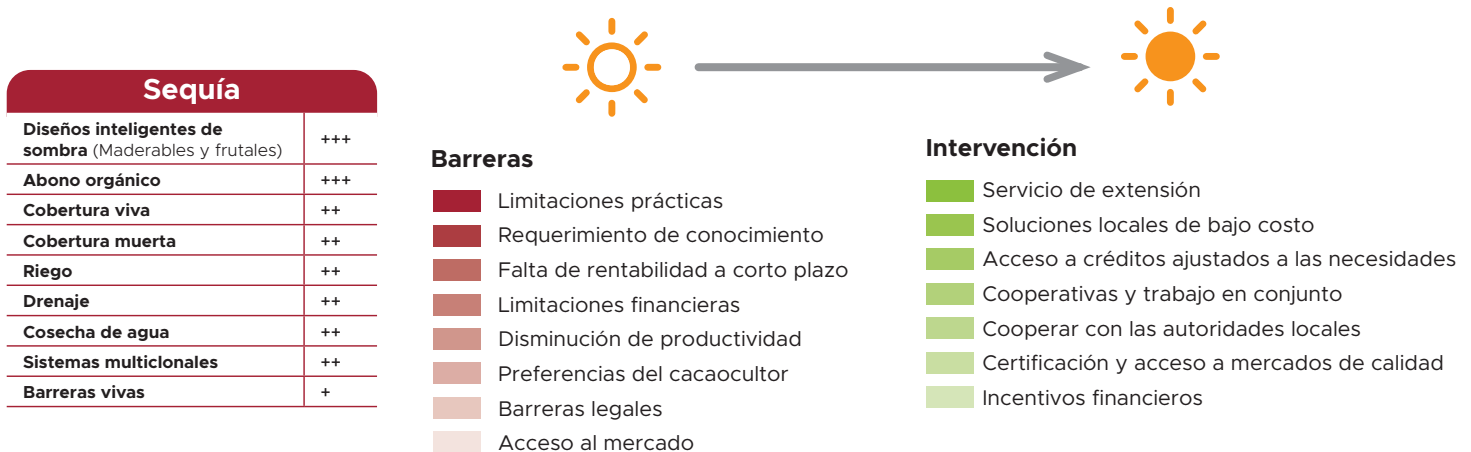 Sequía
Diseños inteligentes de
sombra (Maderables y frutales) +++
Abono orgánico +++
Cobertura viva ++
Cobertura muerta ++
Riego ++
Drenaje ++
Cosecha de agua ++
Sistemas multiclonales ++
Barreras vivas +
Barreras
Limitaciones prácticas
Requerimiento de conocimiento
Falta de rentabilidad a corto plazo
Limitaciones financieras
Disminución de productividad
Preferencias del cacaocultor
Barreras legales
Acceso al mercado
Intervención
Servicio de extensión
Soluciones locales de bajo costo
Acceso a créditos ajustados a las necesidades
Cooperativas y trabajo en conjunto
Cooperar con las autoridades locales
Certificación y acceso a mercados de calidad
Incentivos financieros